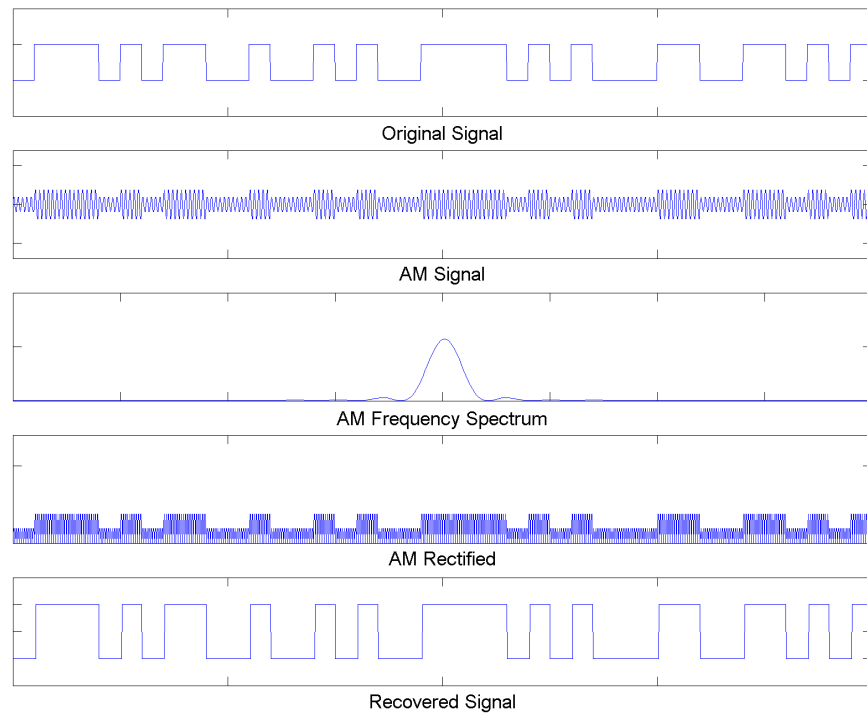 Original Signal
AM Signal
AM Frequency Spectrum
AM Rectified
Recovered Signal